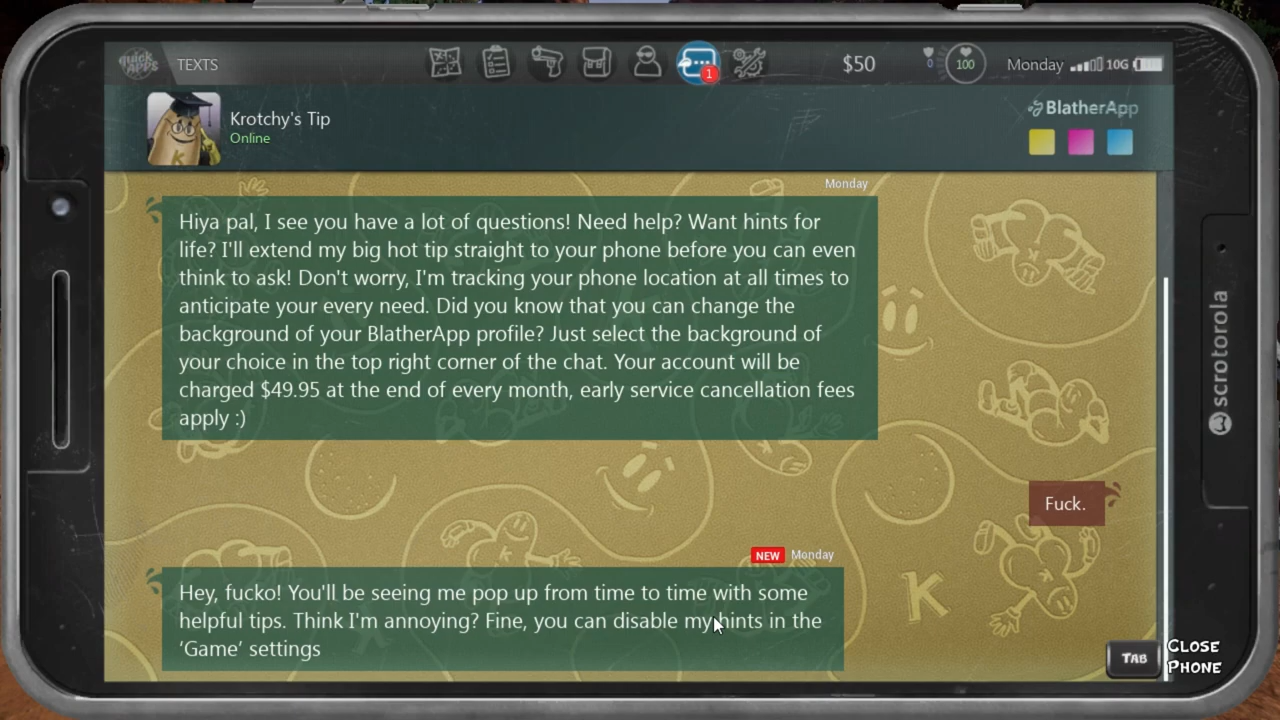 QUICK APPS
TEXTS
1
$50
0
100
Monday
10G
Krotchy's Tip
Online
BlatherApp
Monday
Hiya pal, I see you have a lot of questions! Need help? Want hints for
life? I'll extend my big hot tip straight to your phone before you can even
think to ask! Don't worry, I'm tracking your phone location at all times to
anticipate your every need. Did you know that you can change the
background of your BlatherApp profile? Just select the background of
your choice in the top right corner of the chat. Your account will be
charged $49.95 at the end of every month, early service cancellation fees
apply :)
Fuck.
NEW Monday
Hey, fucko! You'll be seeing me pop up from time to time with some
helpful tips. Think I'm annoying? Fine, you can disable my hints in the
‘Game’ settings
K
K
scrotorola
TAB
CLOSE
PHONE